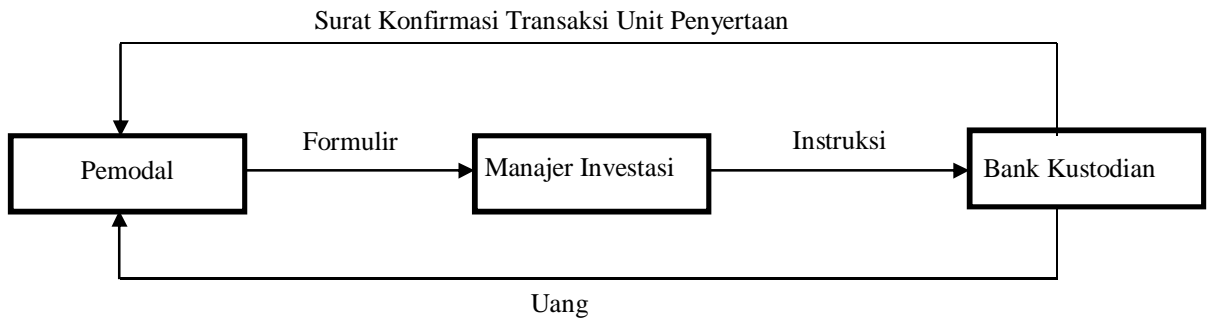 Surat Konfirmasi Transaksi Unit Penyertaan
Formulir
Instruksi
Pemodal
Manajer Investasi
Bank Kustodian
Uang